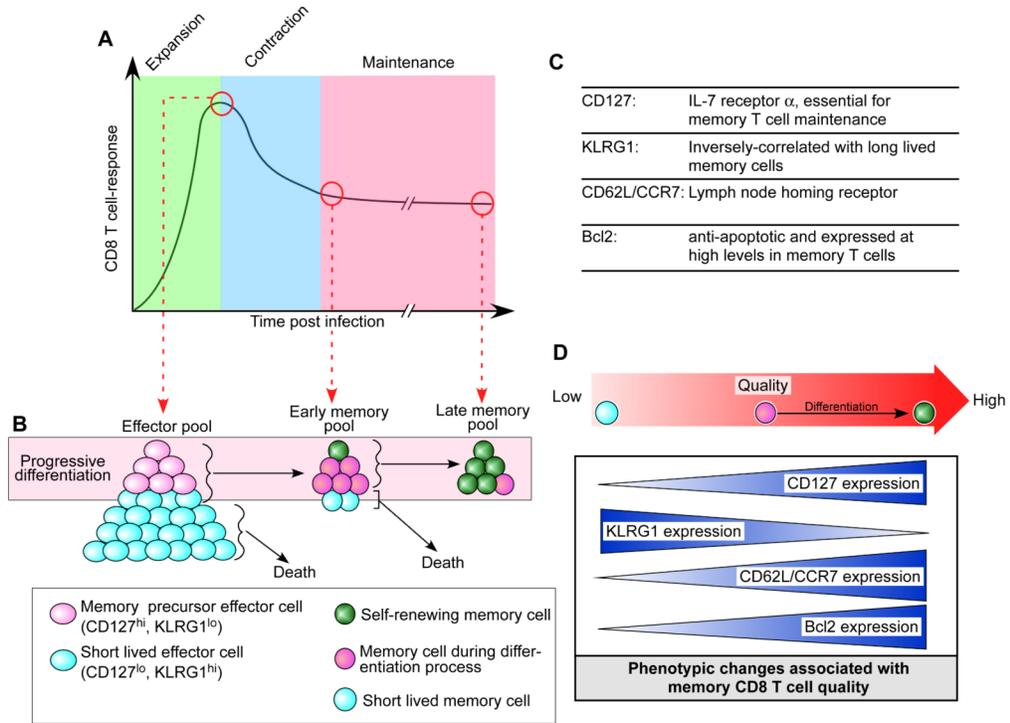 A
Expansion
Contraction
Maintenance
CD8 T cell-response
Time post infection
B
Effector pool
Early memory
pool
Late memory
pool
Progressive
differentiation
Death
Death
Memory precursor effector cell
(CD127hi, KLRG1lo)
Short lived effector cell
(CD127lo, KLRG1hi)
Self-renewing memory cell
Memory cell during differ-
entiation process
Short lived memory cell
C
CD127: IL-7 receptor α, essential for
memory T cell maintenance
KLRG1: Inversely-correlated with long lived
memory cells
CD62L/CCR7: Lymph node homing receptor
Bcl2: anti-apoptotic and expressed at
high levels in memory T cells
D
Low
Quality
Differentiation
High
CD127 expression
KLRG1 expression
CD62L/CCR7 expression
Bcl2 expression
Phenotypic changes associated with
memory CD8 T cell quality